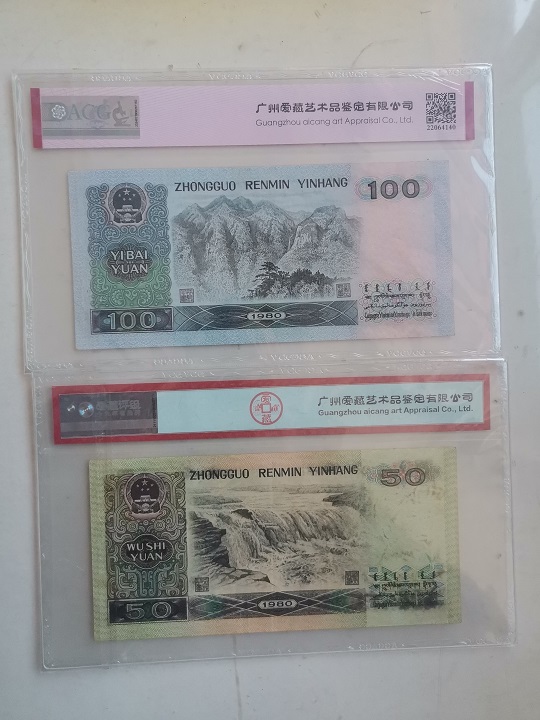 ACG
广州爱藏艺术品鉴定有限公司
Guangzhou aicang art Appraisal Co., Ltd.
22064140
ZHONGGUO RENMIN YINHANG
100
YIBAI
YUAN
100
1980
广州爱藏艺术品鉴定有限公司
Guangzhou aicang art Appraisal Co., Ltd.
ZHONGGUO RENMIN YINHANG
50
WUSHI
YUAN
50
1980